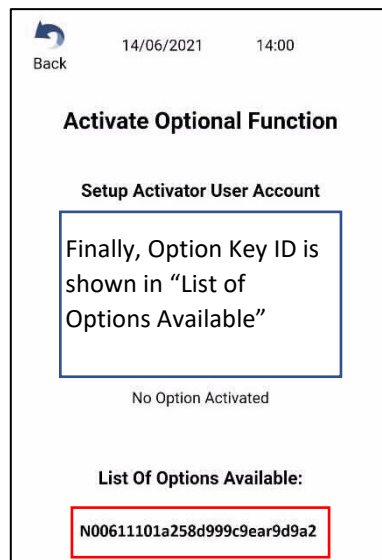 14/06/2021 14:00
Back
Activate Optional Function
Setup Activator User Account
Finally, Option Key ID is
shown in “List of
Options Available”
No Option Activated
List Of Options Available:
N00611101a258d999c9ear9d9a2